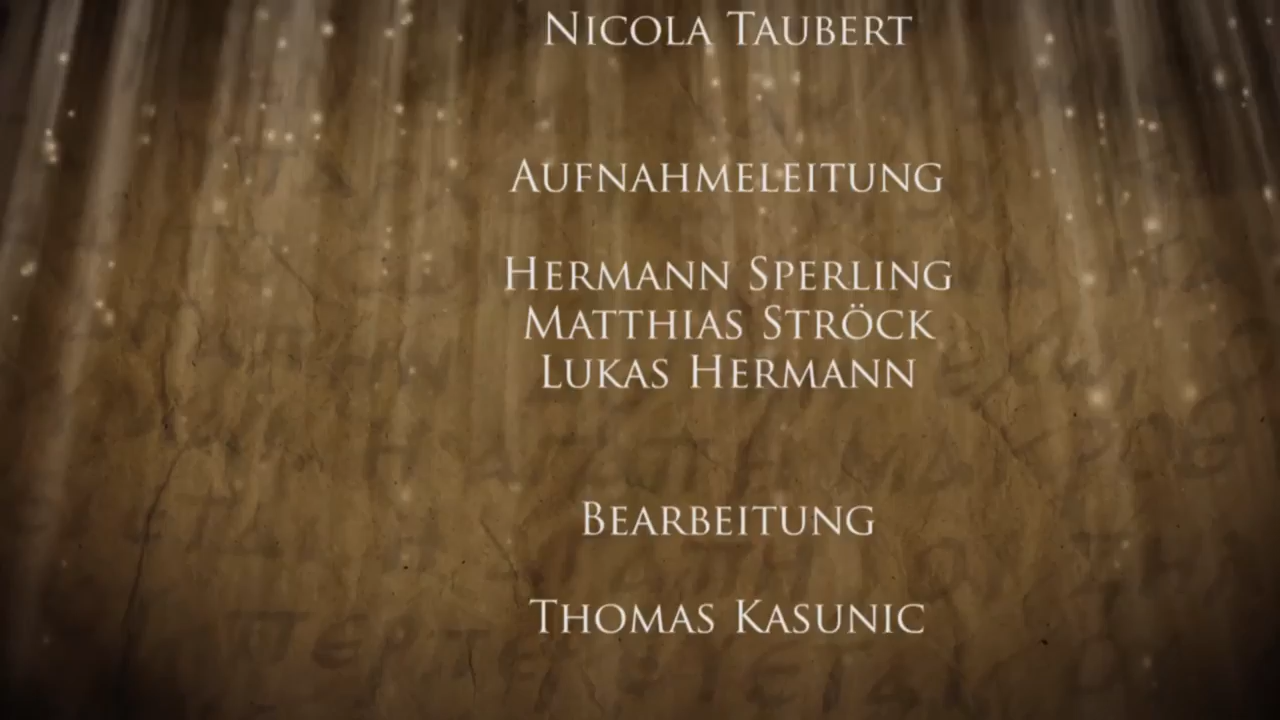 Nicola Taubert
Aufnahmeleitung
Hermann Sperling
Matthias Ströck
Lukas Hermann
Bearbeitung
Thomas Kasunic